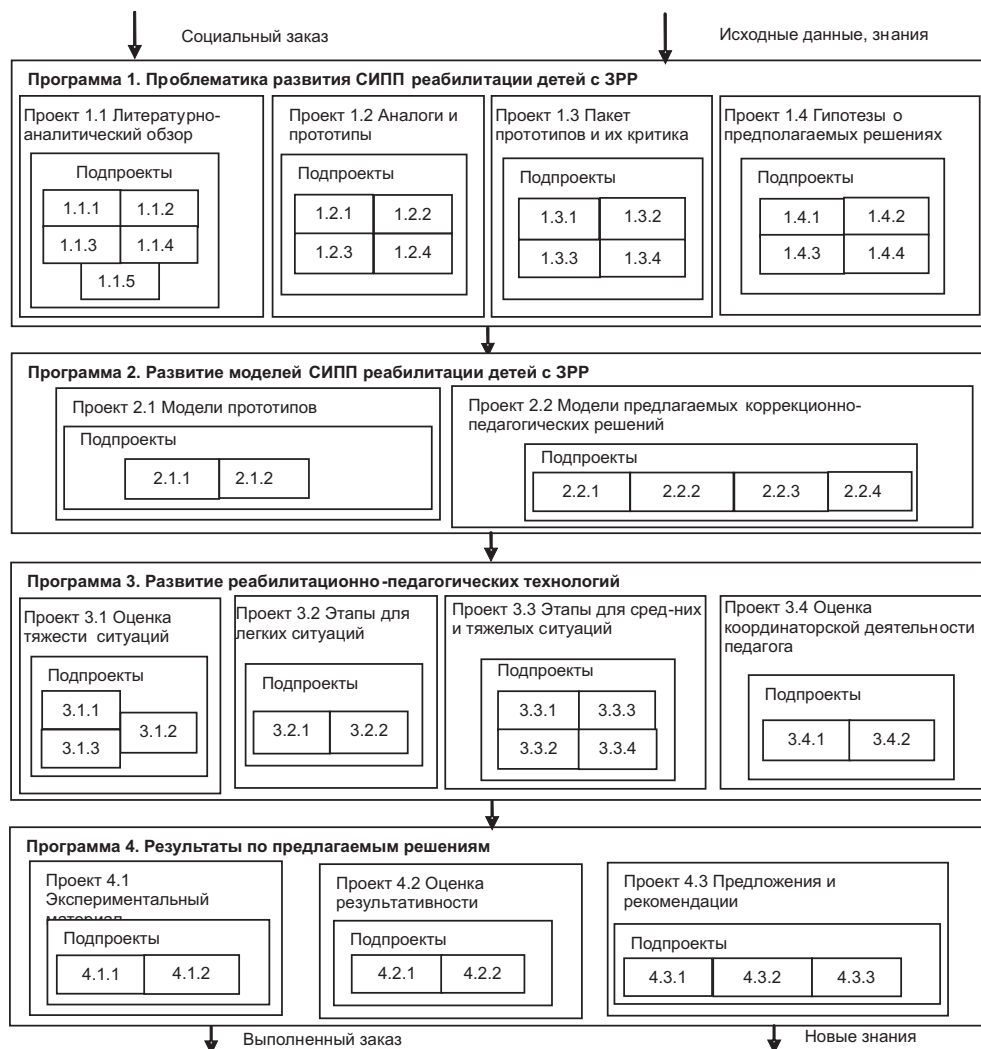 Социальный заказ
Исходные данные, знания
Программа 1. Проблематика развития СИПП реабилитации детей с ЗРР
Проект 1.1 Литературно-
аналитический обзор
Подпроекты
1.1.1
1.1.2
1.1.3
1.1.4
1.1.5
Проект 1.2 Аналоги и
прототипы
Подпроекты
1.2.1
1.2.2
1.2.3
1.2.4
Проект 1.3 Пакет
прототипов и их критика
Подпроекты
1.3.1
1.3.2
1.3.3
1.3.4
Проект 1.4 Гипотезы о
предполагаемых решениях
Подпроекты
1.4.1
1.4.2
1.4.3
1.4.4
Программа 2. Развитие моделей СИПП реабилитации детей с ЗРР
Проект 2.1 Модели прототипов
Подпроекты
2.1.1
2.1.2
Проект 2.2 Модели предлагаемых коррекционно-
педагогических решений
Подпроекты
2.2.1
2.2.2
2.2.3
2.2.4
Программа 3. Развитие реабилитационно-педагогических технологий
Проект 3.1 Оценка
тяжести ситуаций
Подпроекты
3.1.1
3.1.2
3.1.3
Проект 3.2 Этапы для
легких ситуаций
Подпроекты
3.2.1
3.2.2
Проект 3.3 Этапы для сред-них
и тяжелых ситуаций
Подпроекты
3.3.1
3.3.3
3.3.2
3.3.4
Проект 3.4 Оценка
координаторской деятельности
педагога
Подпроекты
3.4.1
3.4.2
Программа 4. Результаты по предлагаемым решениям
Проект 4.1
Экспериментальный
материал
Подпроекты
4.1.1
4.1.2
Проект 4.2 Оценка
результативности
Подпроекты
4.2.1
4.2.2
Проект 4.3 Предложения и
рекомендации
Подпроекты
4.3.1
4.3.2
4.3.3
Выполненный заказ
Новые знания